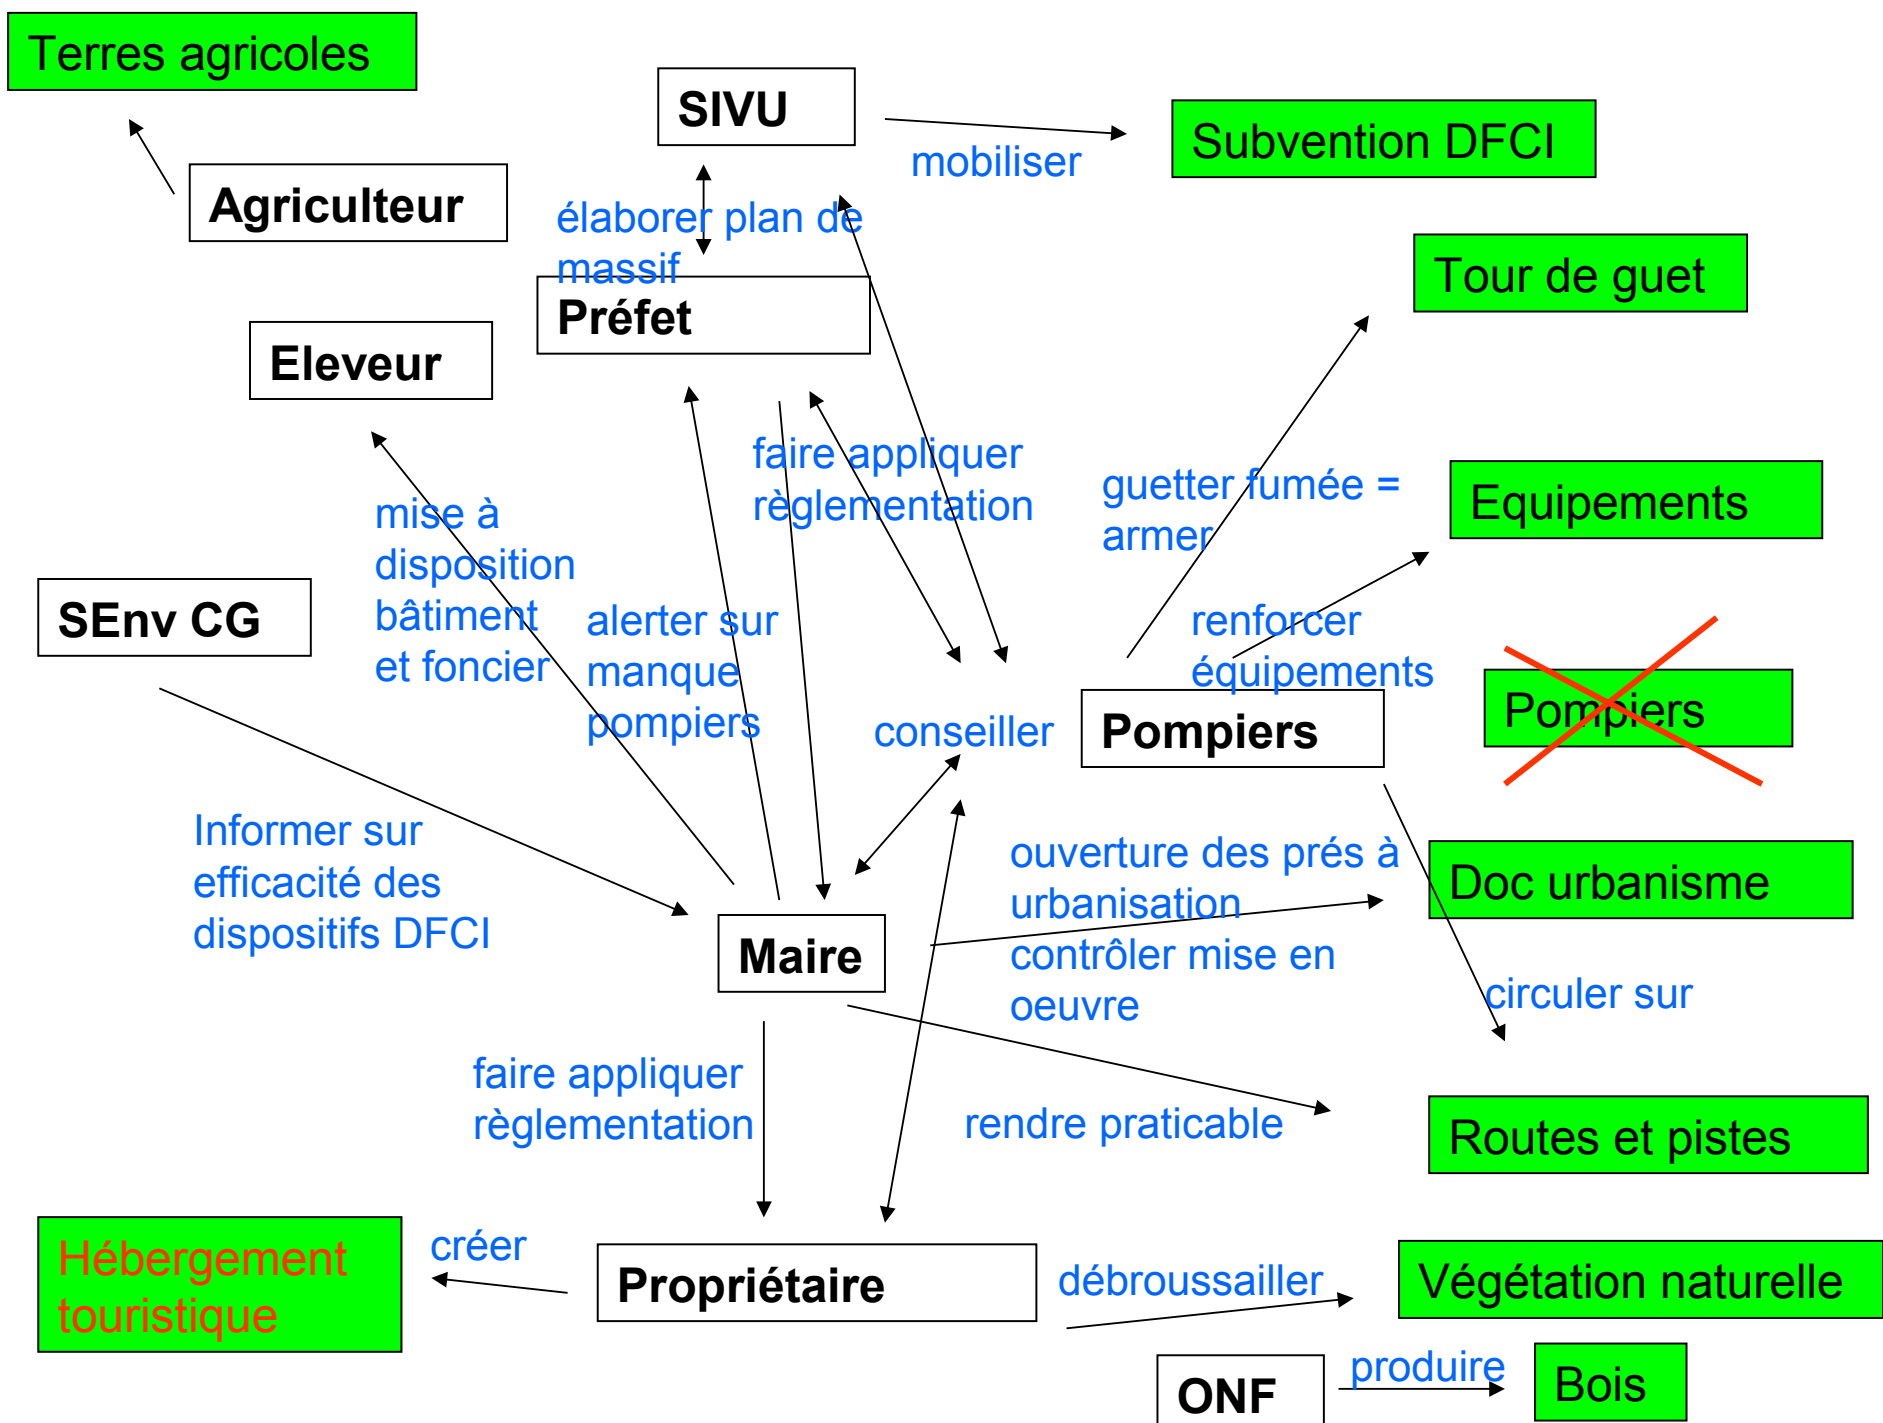 Terres agricoles
SIVU
Subvention DFCI
mobiliser
Agriculteur
élaborer plan de
massif
Tour de guet
Préfet
Eleveur
faire appliquer
règlementation
guetter fumée =
armer
Equipements
mise à
disposition
bâtiment
et foncier
SEnv CG
alerter sur
manque
pompiers
renforcer
équipements
Pompiers
conseiller
Pompiers
Informer sur
efficacité des
dispositifs DFCI
ouverture des prés à
urbanisation
contrôler mise en
oeuvre
Doc urbanisme
Maire
circuler sur
faire appliquer
règlementation
rendre praticable
Routes et pistes
Hébergement
touristique
créer
Propriétaire
débroussailler
Végétation naturelle
ONF
produire
Bois